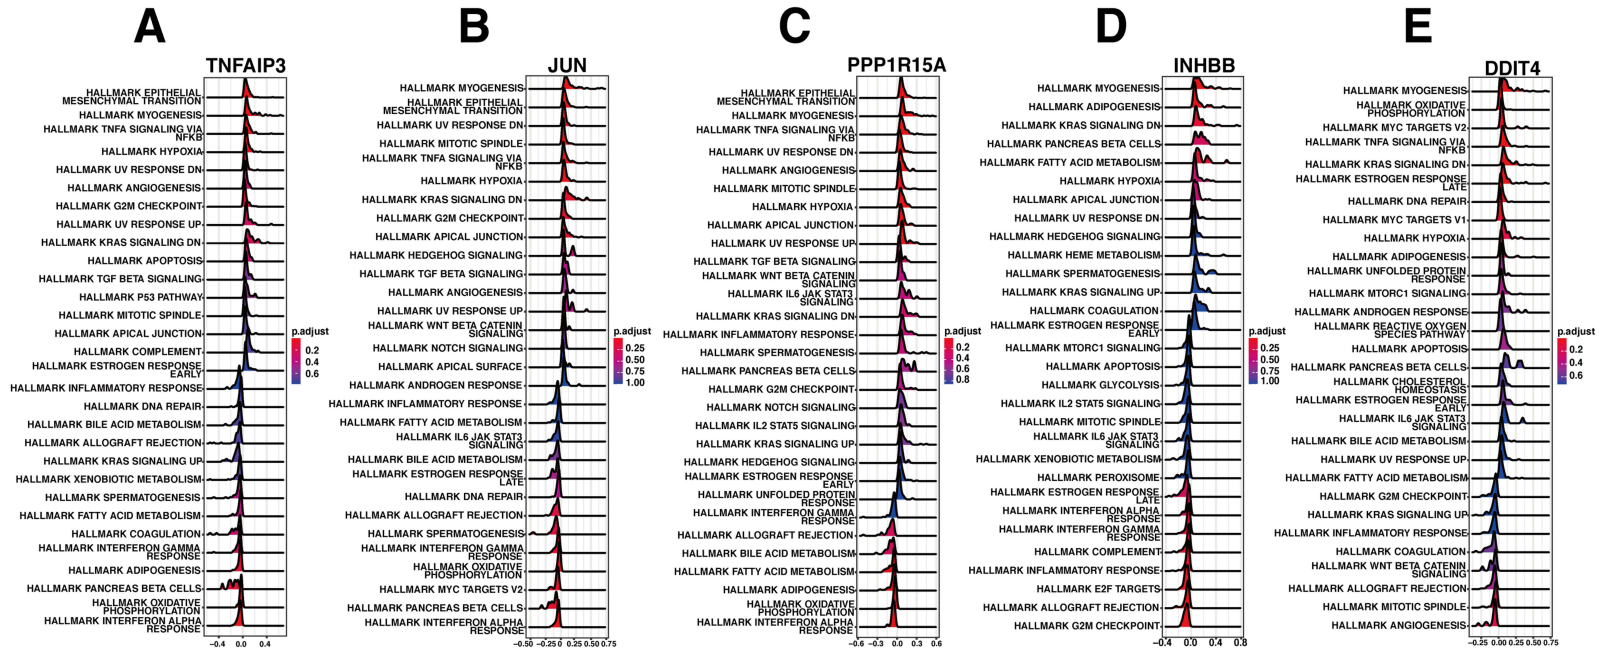 A
TNFAIP3
HALLMARK EPITHELIAL
MESENCHYMAL TRANSITION
HALLMARK MYOGENESIS
HALLMARK TNFA SIGNALING VIA
NFKB
HALLMARK HYPOXIA
HALLMARK UV RESPONSE DN
HALLMARK ANGIOGENESIS
HALLMARK G2M CHECKPOINT
HALLMARK UV RESPONSE UP
HALLMARK KRAS SIGNALING DN
HALLMARK APOPTOSIS
HALLMARK TGF BETA SIGNALING
HALLMARK P53 PATHWAY
HALLMARK MITOTIC SPINDLE
HALLMARK APICAL JUNCTION
HALLMARK COMPLEMENT
HALLMARK ESTROGEN RESPONSE
EARLY
HALLMARK INFLAMMATORY RESPONSE
HALLMARK DNA REPAIR
HALLMARK BILE ACID METABOLISM
HALLMARK ALLOGRAFT REJECTION
HALLMARK KRAS SIGNALING UP
HALLMARK XENOBIOTIC METABOLISM
HALLMARK SPERMATOGENESIS
HALLMARK FATTY ACID METABOLISM
HALLMARK COAGULATION
HALLMARK INTERFERON GAMMA
RESPONSE
HALLMARK ADIPOGENESIS
HALLMARK PANCREAS BETA CELLS
HALLMARK OXIDATIVE
PHOSPHORYLATION
HALLMARK INTERFERON ALPHA
RESPONSE
−0.4 0.0 0.4
p.adjust
0.2
0.4
0.6
B
JUN
HALLMARK MYOGENESIS
HALLMARK EPITHELIAL
MESENCHYMAL TRANSITION
HALLMARK UV RESPONSE DN
HALLMARK MITOTIC SPINDLE
HALLMARK TNFA SIGNALING VIA
NFKB
HALLMARK HYPOXIA
HALLMARK KRAS SIGNALING DN
HALLMARK G2M CHECKPOINT
HALLMARK APICAL JUNCTION
HALLMARK HEDGEHOG SIGNALING
HALLMARK TGF BETA SIGNALING
HALLMARK ANGIOGENESIS
HALLMARK UV RESPONSE UP
HALLMARK WNT BETA CATENIN
SIGNALING
HALLMARK NOTCH SIGNALING
HALLMARK APICAL SURFACE
HALLMARK ANDROGEN RESPONSE
HALLMARK INFLAMMATORY RESPONSE
HALLMARK FATTY ACID METABOLISM
HALLMARK IL6 JAK STAT3
SIGNALING
HALLMARK BILE ACID METABOLISM
HALLMARK ESTROGEN RESPONSE
LATE
HALLMARK DNA REPAIR
HALLMARK ALLOGRAFT REJECTION
HALLMARK SPERMATOGENESIS
HALLMARK INTERFERON GAMMA
RESPONSE
HALLMARK OXIDATIVE
PHOSPHORYLATION
HALLMARK MYC TARGETS V2
HALLMARK PANCREAS BETA CELLS
HALLMARK INTERFERON ALPHA
RESPONSE
−0.50 −0.25 0.00 0.25 0.50 0.75
p.adjust
0.25
0.50
0.75
1.00
C
PPP1R15A
HALLMARK EPITHELIAL
MESENCHYMAL TRANSITION
HALLMARK MYOGENESIS
HALLMARK TNFA SIGNALING VIA
NFKB
HALLMARK UV RESPONSE DN
HALLMARK ANGIOGENESIS
HALLMARK MITOTIC SPINDLE
HALLMARK HYPOXIA
HALLMARK APICAL JUNCTION
HALLMARK UV RESPONSE UP
HALLMARK TGF BETA SIGNALING
HALLMARK WNT BETA CATENIN
SIGNALING
HALLMARK IL6 JAK STAT3
SIGNALING
HALLMARK KRAS SIGNALING DN
HALLMARK INFLAMMATORY RESPONSE
HALLMARK SPERMATOGENESIS
HALLMARK PANCREAS BETA CELLS
HALLMARK G2M CHECKPOINT
HALLMARK NOTCH SIGNALING
HALLMARK IL2 STAT5 SIGNALING
HALLMARK KRAS SIGNALING UP
HALLMARK HEDGEHOG SIGNALING
HALLMARK ESTROGEN RESPONSE
EARLY
HALLMARK UNFOLDED PROTEIN
RESPONSE
HALLMARK INTERFERON GAMMA
RESPONSE
HALLMARK ALLOGRAFT REJECTION
HALLMARK BILE ACID METABOLISM
HALLMARK FATTY ACID METABOLISM
HALLMARK ADIPOGENESIS
HALLMARK OXIDATIVE
PHOSPHORYLATION
HALLMARK INTERFERON ALPHA
RESPONSE
−0.6 −0.3 0.0 0.3 0.6
p.adjust
0.2
0.4
0.6
0.8
D
INHBB
HALLMARK MYOGENESIS
HALLMARK ADIPOGENESIS
HALLMARK KRAS SIGNALING DN
HALLMARK PANCREAS BETA CELLS
HALLMARK FATTY ACID METABOLISM
HALLMARK HYPOXIA
HALLMARK APICAL JUNCTION
HALLMARK UV RESPONSE DN
HALLMARK HEDGEHOG SIGNALING
HALLMARK HEME METABOLISM
HALLMARK SPERMATOGENESIS
HALLMARK KRAS SIGNALING UP
HALLMARK COAGULATION
HALLMARK ESTROGEN RESPONSE
EARLY
HALLMARK MTORC1 SIGNALING
HALLMARK APOPTOSIS
HALLMARK GLYCOLYSIS
HALLMARK IL2 STAT5 SIGNALING
HALLMARK MITOTIC SPINDLE
HALLMARK IL6 JAK STAT3
SIGNALING
HALLMARK XENOBIOTIC METABOLISM
HALLMARK PEROXISOME
HALLMARK ESTROGEN RESPONSE
LATE
HALLMARK INTERFERON ALPHA
RESPONSE
HALLMARK INTERFERON GAMMA
RESPONSE
HALLMARK COMPLEMENT
HALLMARK INFLAMMATORY RESPONSE
HALLMARK E2F TARGETS
HALLMARK ALLOGRAFT REJECTION
HALLMARK G2M CHECKPOINT
−0.4 0.0 0.4 0.8
p.adjust
0.25
0.50
0.75
1.00
E
DDIT4
HALLMARK MYOGENESIS
HALLMARK OXIDATIVE
PHOSPHORYLATION
HALLMARK MYC TARGETS V2
HALLMARK TNFA SIGNALING VIA
NFKB
HALLMARK KRAS SIGNALING DN
HALLMARK ESTROGEN RESPONSE
LATE
HALLMARK DNA REPAIR
HALLMARK MYC TARGETS V1
HALLMARK HYPOXIA
HALLMARK ADIPOGENESIS
HALLMARK UNFOLDED PROTEIN
RESPONSE
HALLMARK MTORC1 SIGNALING
HALLMARK ANDROGEN RESPONSE
HALLMARK REACTIVE OXYGEN
SPECIES PATHWAY
HALLMARK APOPTOSIS
HALLMARK PANCREAS BETA CELLS
HALLMARK CHOLESTEROL
HOMEOSTASIS
HALLMARK ESTROGEN RESPONSE
EARLY
HALLMARK IL6 JAK STAT3
SIGNALING
HALLMARK BILE ACID METABOLISM
HALLMARK UV RESPONSE UP
HALLMARK FATTY ACID METABOLISM
HALLMARK G2M CHECKPOINT
HALLMARK KRAS SIGNALING UP
HALLMARK INFLAMMATORY RESPONSE
HALLMARK COAGULATION
HALLMARK WNT BETA CATENIN
SIGNALING
HALLMARK ALLOGRAFT REJECTION
HALLMARK MITOTIC SPINDLE
HALLMARK ANGIOGENESIS
−0.25 0.00 0.25 0.50 0.75
p.adjust
0.2
0.4
0.6